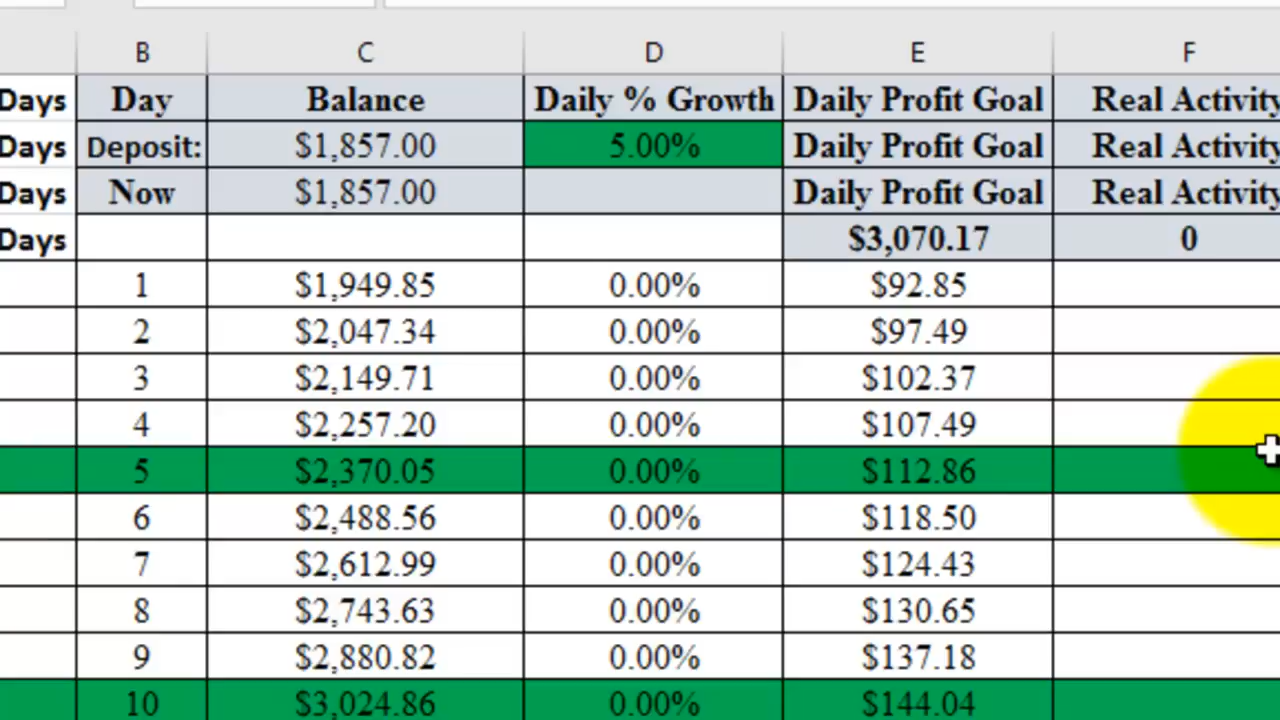 B C D E F
Days Day Balance Daily % Growth Daily Profit Goal Real Activity
Days Deposit: $1,857.00 5.00% Daily Profit Goal Real Activity
Days Now $1,857.00 Daily Profit Goal Real Activity
Days $3,070.17 0
1 $1,949.85 0.00% $92.85
2 $2,047.34 0.00% $97.49
3 $2,149.71 0.00% $102.37
4 $2,257.20 0.00% $107.49
5 $2,370.05 0.00% $112.86
6 $2,488.56 0.00% $118.50
7 $2,612.99 0.00% $124.43
8 $2,743.63 0.00% $130.65
9 $2,880.82 0.00% $137.18
10 $3,024.86 0.00% $144.04